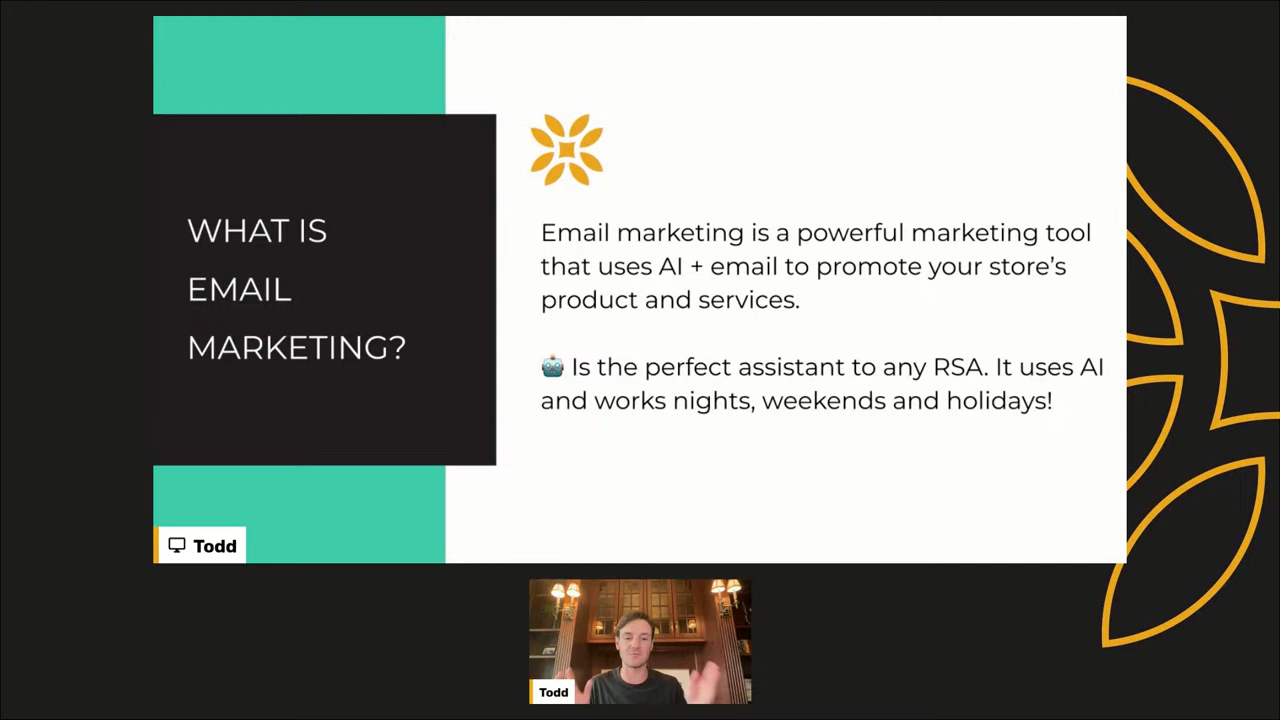 WHAT IS
EMAIL
MARKETING?
Email marketing is a powerful marketing tool
that uses AI + email to promote your store’s
product and services.
🤖 Is the perfect assistant to any RSA. It uses AI
and works nights, weekends and holidays!
Todd
Todd